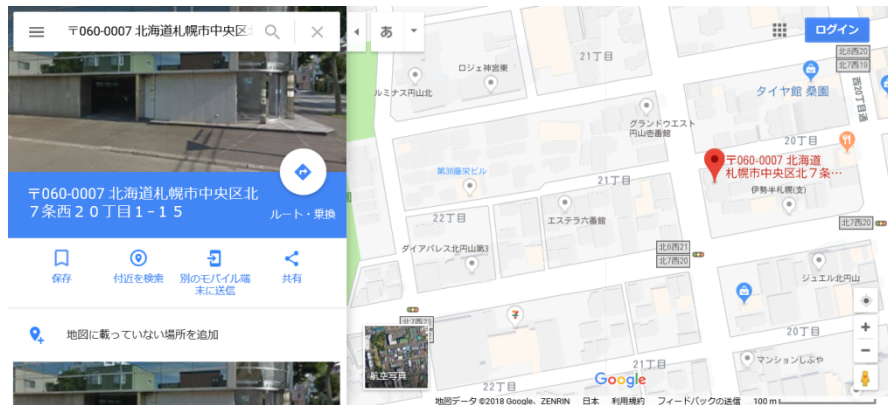 〒060-0007 北海道札幌市中央区
〒060-0007 北海道札幌市中央区北
7条西２０丁目１−１５
ルート・乗換
保存
付近を検索
別のモバイル端
末に送信
共有
地図に載っていない場所を追加
あ
ログイン
北6西20
北7西19
21丁目
ロジェ神宮東
ルミナス円山北
タイヤ館 桑園
西20丁目通
グランドウエスト
円山壱番館
20丁目
〒060-0007 北海道
札幌市中央区北７条…
伊勢半札幌(支)
第38藤栄ビル
21丁目
22丁目
エステラ六番館
北7西20
ダイアパレス北円山第3
北6西21
北7西20
ジュエル北円山
北7西23
20丁目
航空写真
21丁目
マンションしぶや
22丁目
Google
地図データ ©2018 Google、ZENRIN 日本 利用規約 フィードバックの送信 100 m